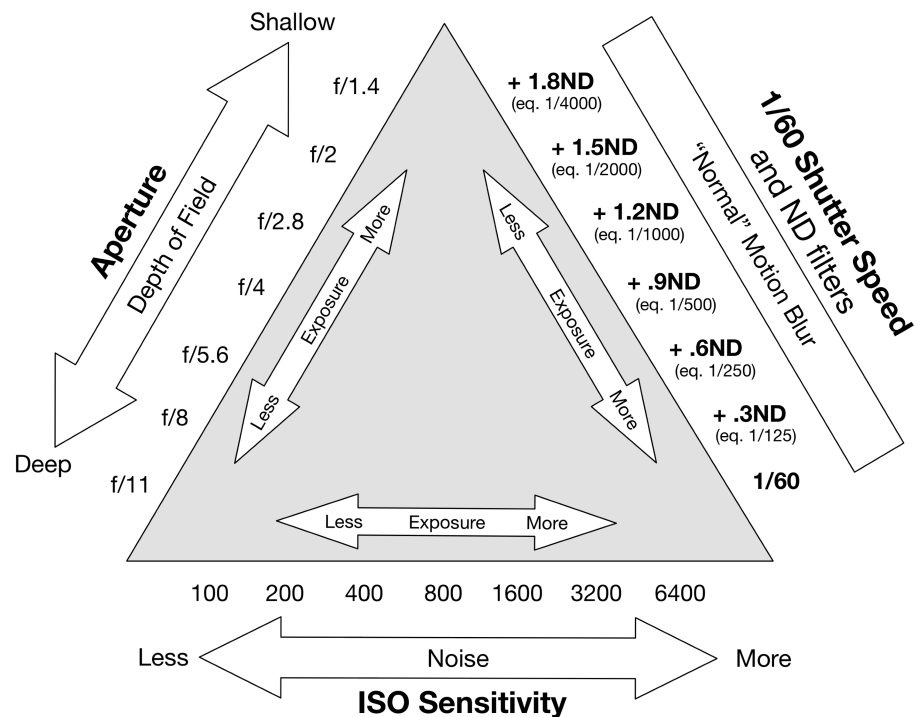 Shallow
f/1.4
f/2
f/2.8
f/4
f/5.6
f/8
f/11
Aperture
Depth of Field
Deep
More
Exposure
Less
+ 1.8ND
(eq. 1/4000)
+ 1.5ND
(eq. 1/2000)
+ 1.2ND
(eq. 1/1000)
+ .9ND
(eq. 1/500)
+ .6ND
(eq. 1/250)
+ .3ND
(eq. 1/125)
1/60
Less
Exposure
More
1/60 Shutter Speed
and ND filters
“Normal” Motion Blur
Less Exposure More
100 200 400 800 1600 3200 6400
Less Noise More
ISO Sensitivity